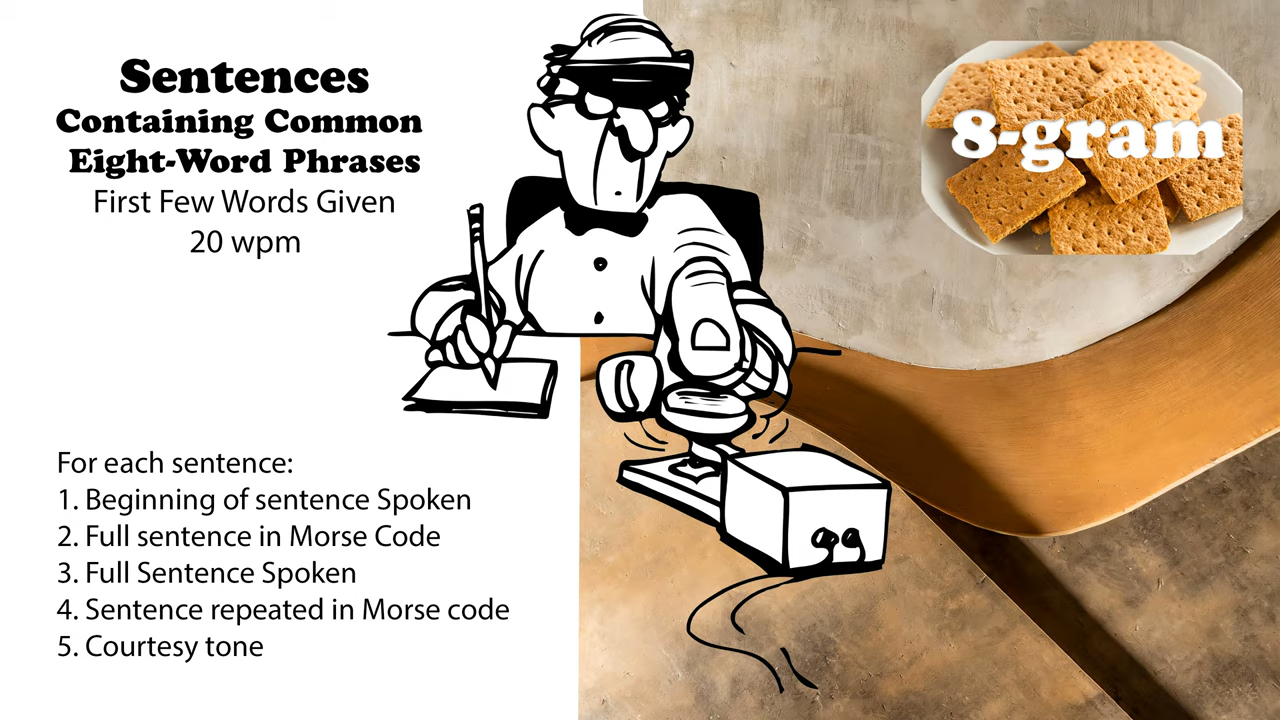 Sentences
Containing Common
Eight-Word Phrases
First Few Words Given
20 wpm
8-gram
For each sentence:
1. Beginning of sentence Spoken
2. Full sentence in Morse Code
3. Full Sentence Spoken
4. Sentence repeated in Morse code
5. Courtesy tone